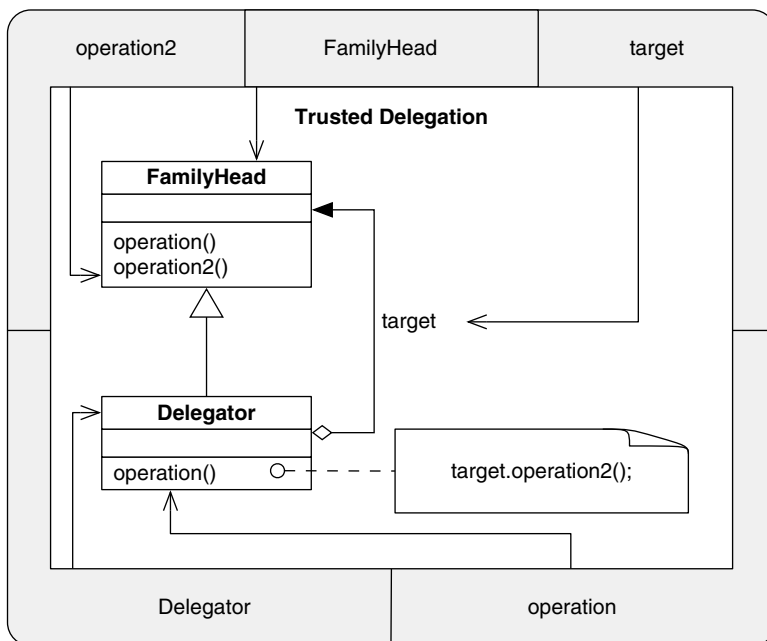 operation2
FamilyHead
target
Trusted Delegation
FamilyHead
operation()
operation2()
target
Delegator
operation()
target.operation2();
Delegator
operation